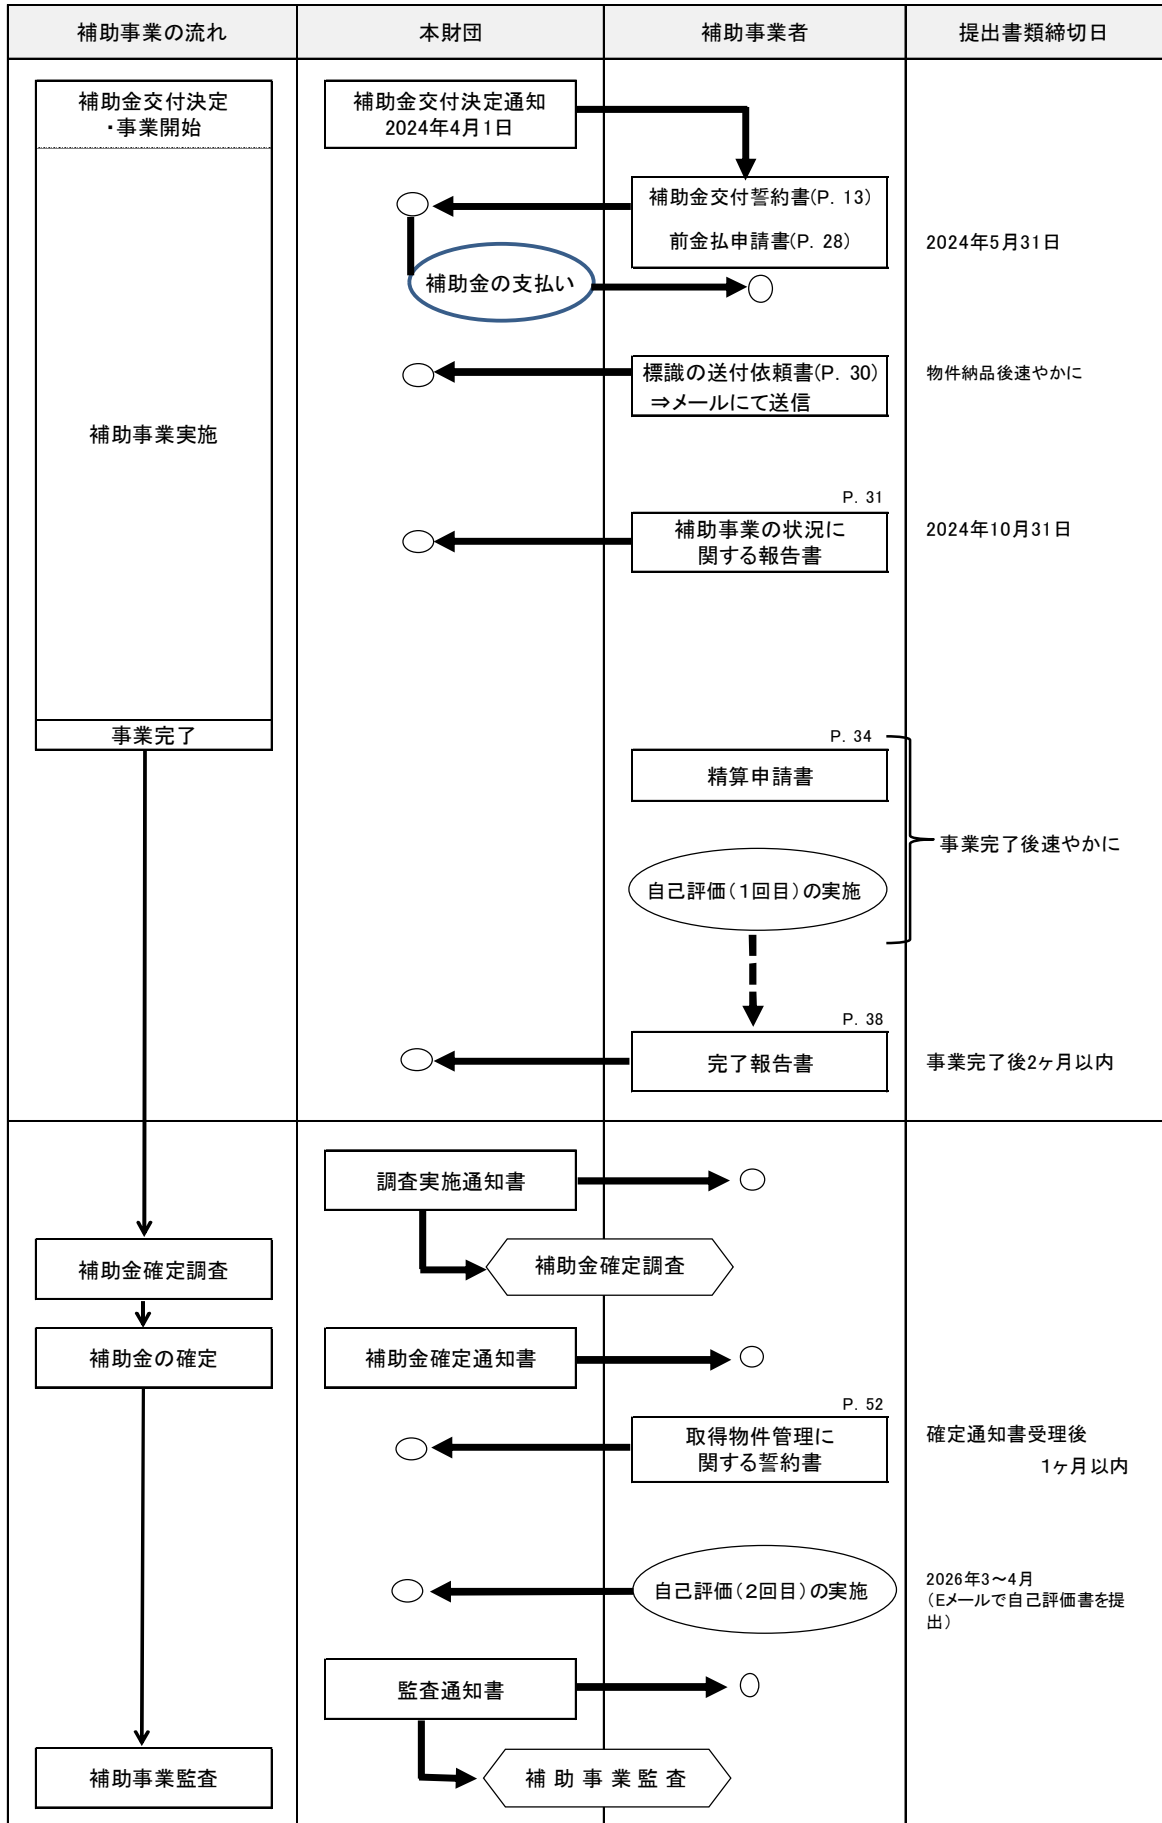 補助事業の流れ
本財団
補助事業者
提出書類締切日
補助金交付決定
・事業開始
補助金交付決定通知
2024年4月1日
補助金交付誓約書(P. 13)
前金払申請書(P. 28)
2024年5月31日
補助金の支払い
標識の送付依頼書(P. 30)
⇒メールにて送信
物件納品後速やかに
補助事業実施
P. 31
補助事業の状況に
関する報告書
2024年10月31日
事業完了
P. 34
精算申請書
事業完了後速やかに
自己評価(1回目)の実施
P. 38
完了報告書
事業完了後2ヶ月以内
調査実施通知書
補助金確定調査
補助金確定調査
補助金の確定
補助金確定通知書
P. 52
取得物件管理に
関する誓約書
確定通知書受理後
1ヶ月以内
自己評価(2回目)の実施
2026年3～4月
(Eメールで自己評価書を提
出)
監査通知書
補助事業監査
補 助 事 業 監 査